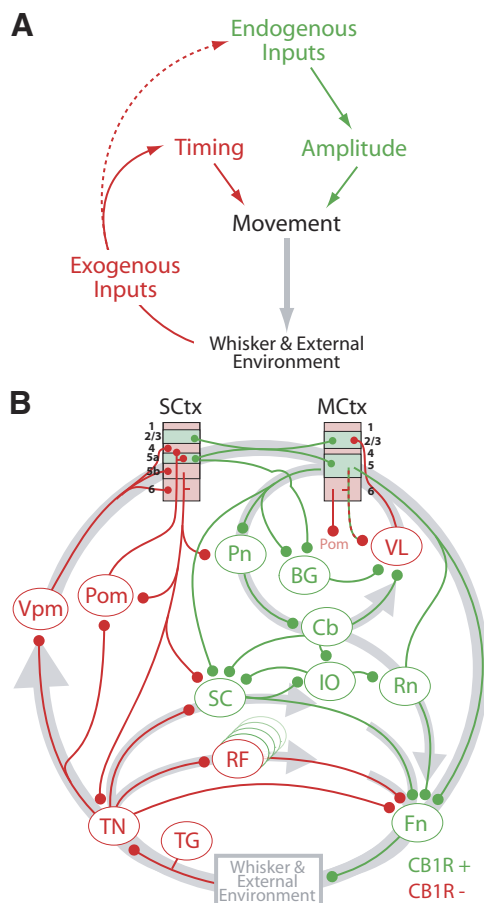 A
Endogenous
Inputs
Timing
Amplitude
Movement
Exogenous
Inputs
Whisker & External
Environment
B
SCtx
MCtx
1
2/3
4
5a
5b
6
1
2/3
4
5
6
Pom
Pn
BG
VL
Vpm
Pom
Cb
IO
Rn
SC
RF
TN
TG
Fn
Whisker
& External
Environment
CB1R +
CB1R -